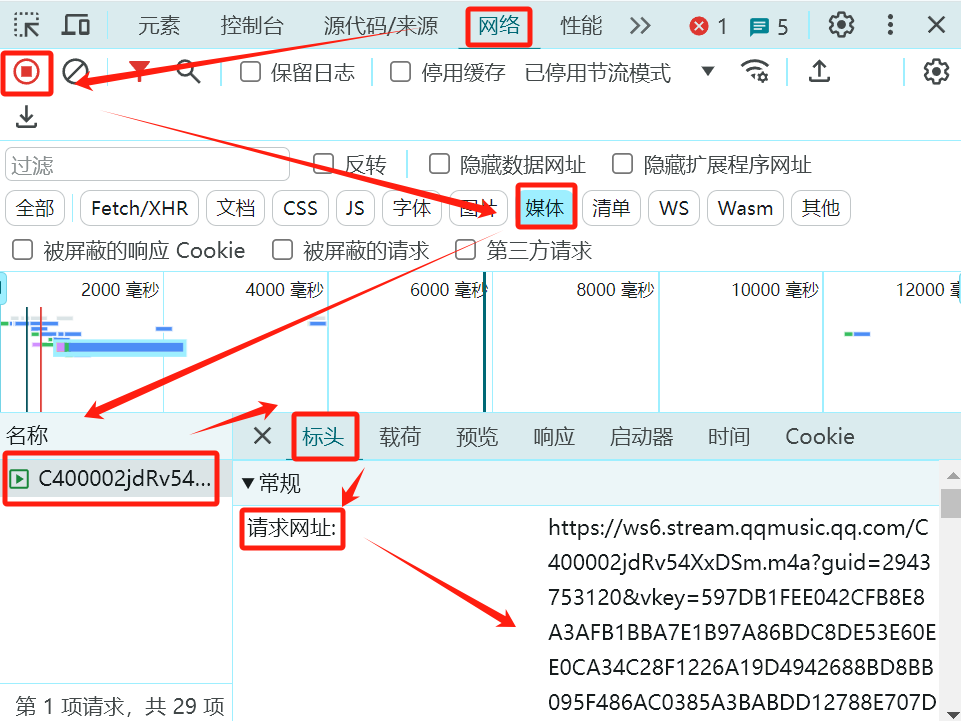 元素 控制台 源代码/来源 网络 性能 1 5
保留日志 停用缓存 已停用节流模式
过滤 反转 隐藏数据网址 隐藏扩展程序网址
全部 Fetch/XHR 文档 CSS JS 字体 图片 媒体 清单 WS Wasm 其他
被屏蔽的响应 Cookie 被屏蔽的请求 第三方请求
2000 毫秒 4000 毫秒 6000 毫秒 8000 毫秒 10000 毫秒 12000
名称 标头 载荷 预览 响应 启动器 时间 Cookie
C400002jdRv54...
常规
请求网址:
https://ws6.stream.qqmusic.qq.com/C
400002jdRv54XxDSm.m4a?guid=2943
753120&vkey=597DB1FEE042CFB8E8
A3AFB1BBA7E1B97A86BDC8DE53E60E
E0CA34C28F1226A19D4942688BD8BB
095F486AC0385A3BABDD12788E707D
第 1 项请求，共 29 项